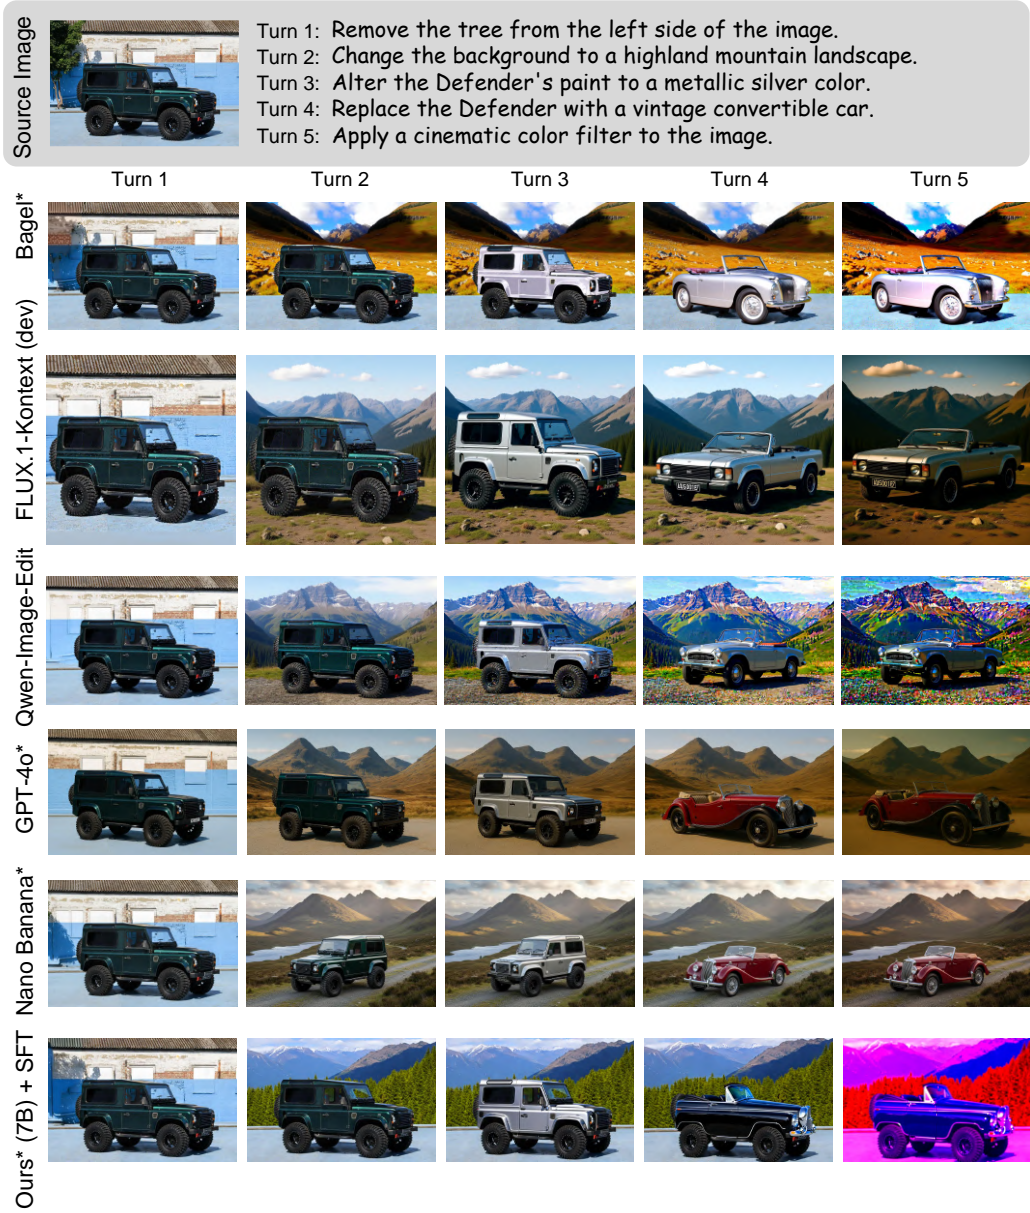 Source Image
Turn 1: Remove the tree from the left side of the image.
Turn 2: Change the background to a highland mountain landscape.
Turn 3: Alter the Defender's paint to a metallic silver color.
Turn 4: Replace the Defender with a vintage convertible car.
Turn 5: Apply a cinematic color filter to the image.
Turn 1 Turn 2 Turn 3 Turn 4 Turn 5
Bagel*
FLUX.1-Kontext (dev)
Qwen-Image-Edit
GPT-4o*
Nano Banana*
Ours* (7B) + SFT